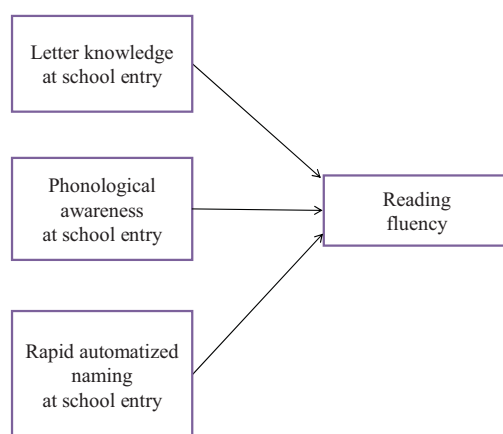 Letter knowledge
at school entry
Phonological
awareness
at school entry
Reading
fluency
Rapid automatized
naming
at school entry